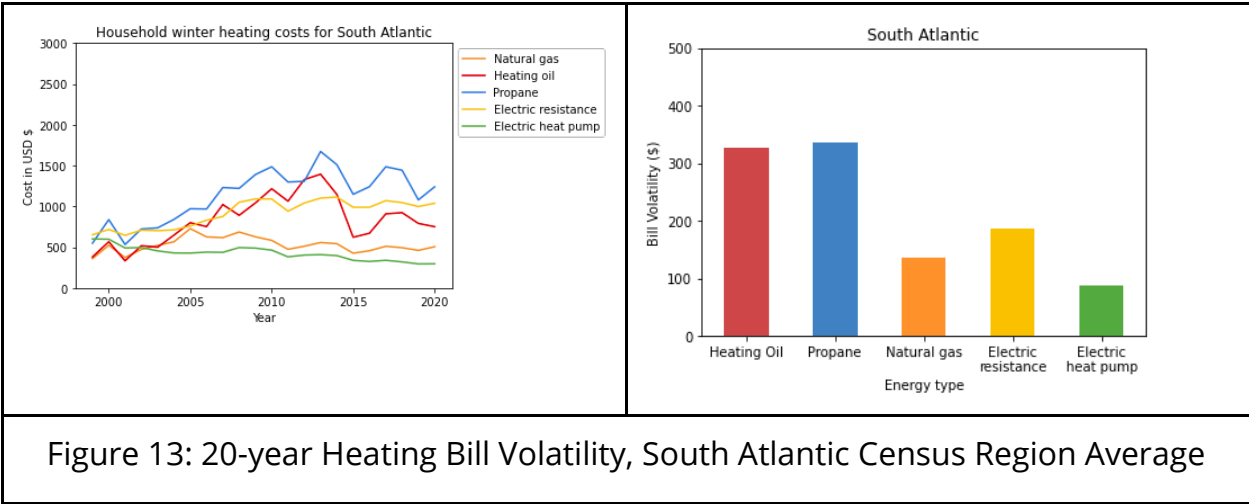 Household winter heating costs for South Atlantic
3000
2500
2000
1500
1000
500
0
Cost in USD $
2000
2005
2010
2015
2020
Year
Natural gas
Heating oil
Propane
Electric resistance
Electric heat pump
South Atlantic
500
400
300
200
100
0
Bill Volatility ($)
Heating Oil
Propane
Natural gas
Electric
resistance
Electric
heat pump
Energy type
Figure 13: 20-year Heating Bill Volatility, South Atlantic Census Region Average